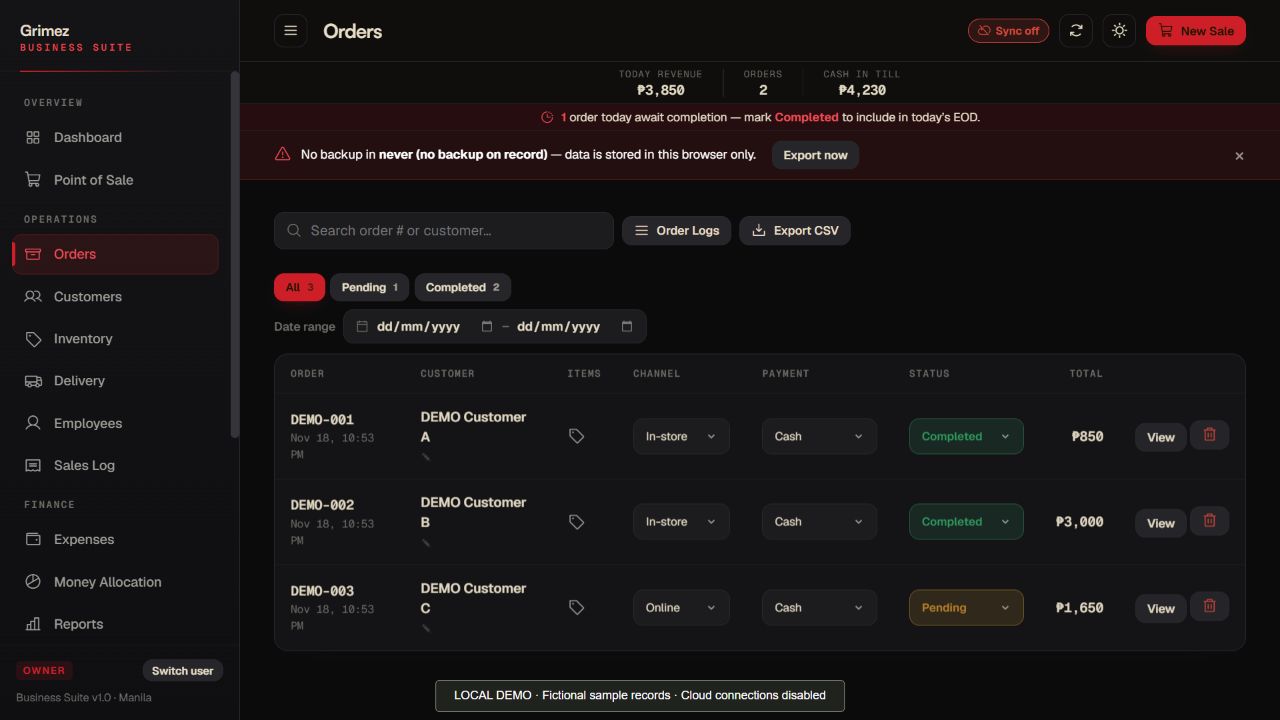 Grimez
BUSINESS SUITE
OVERVIEW
Dashboard
Point of Sale
OPERATIONS
Orders
Customers
Inventory
Delivery
Employees
Sales Log
FINANCE
Expenses
Money Allocation
Reports
OWNER
Switch user
Business Suite v1.0 · Manila
Orders
Sync off
New Sale
TODAY REVENUE
₱3,850
ORDERS
2
CASH IN TILL
₱4,230
1 order today await completion — mark Completed to include in today's EOD.
No backup in never (no backup on record) — data is stored in this browser only.
Export now
×
Search order # or customer...
Order Logs
Export CSV
All 3
Pending 1
Completed 2
Date range
dd/mm/yyyy – dd/mm/yyyy
ORDER CUSTOMER ITEMS CHANNEL PAYMENT STATUS TOTAL
DEMO-001
Nov 18, 10:53
PM
DEMO Customer
A
In-store
Cash
Completed
₱850
View
DEMO-002
Nov 18, 10:53
PM
DEMO Customer
B
In-store
Cash
Completed
₱3,000
View
DEMO-003
Nov 18, 10:53
PM
DEMO Customer
C
Online
Cash
Pending
₱1,650
View
LOCAL DEMO · Fictional sample records · Cloud connections disabled